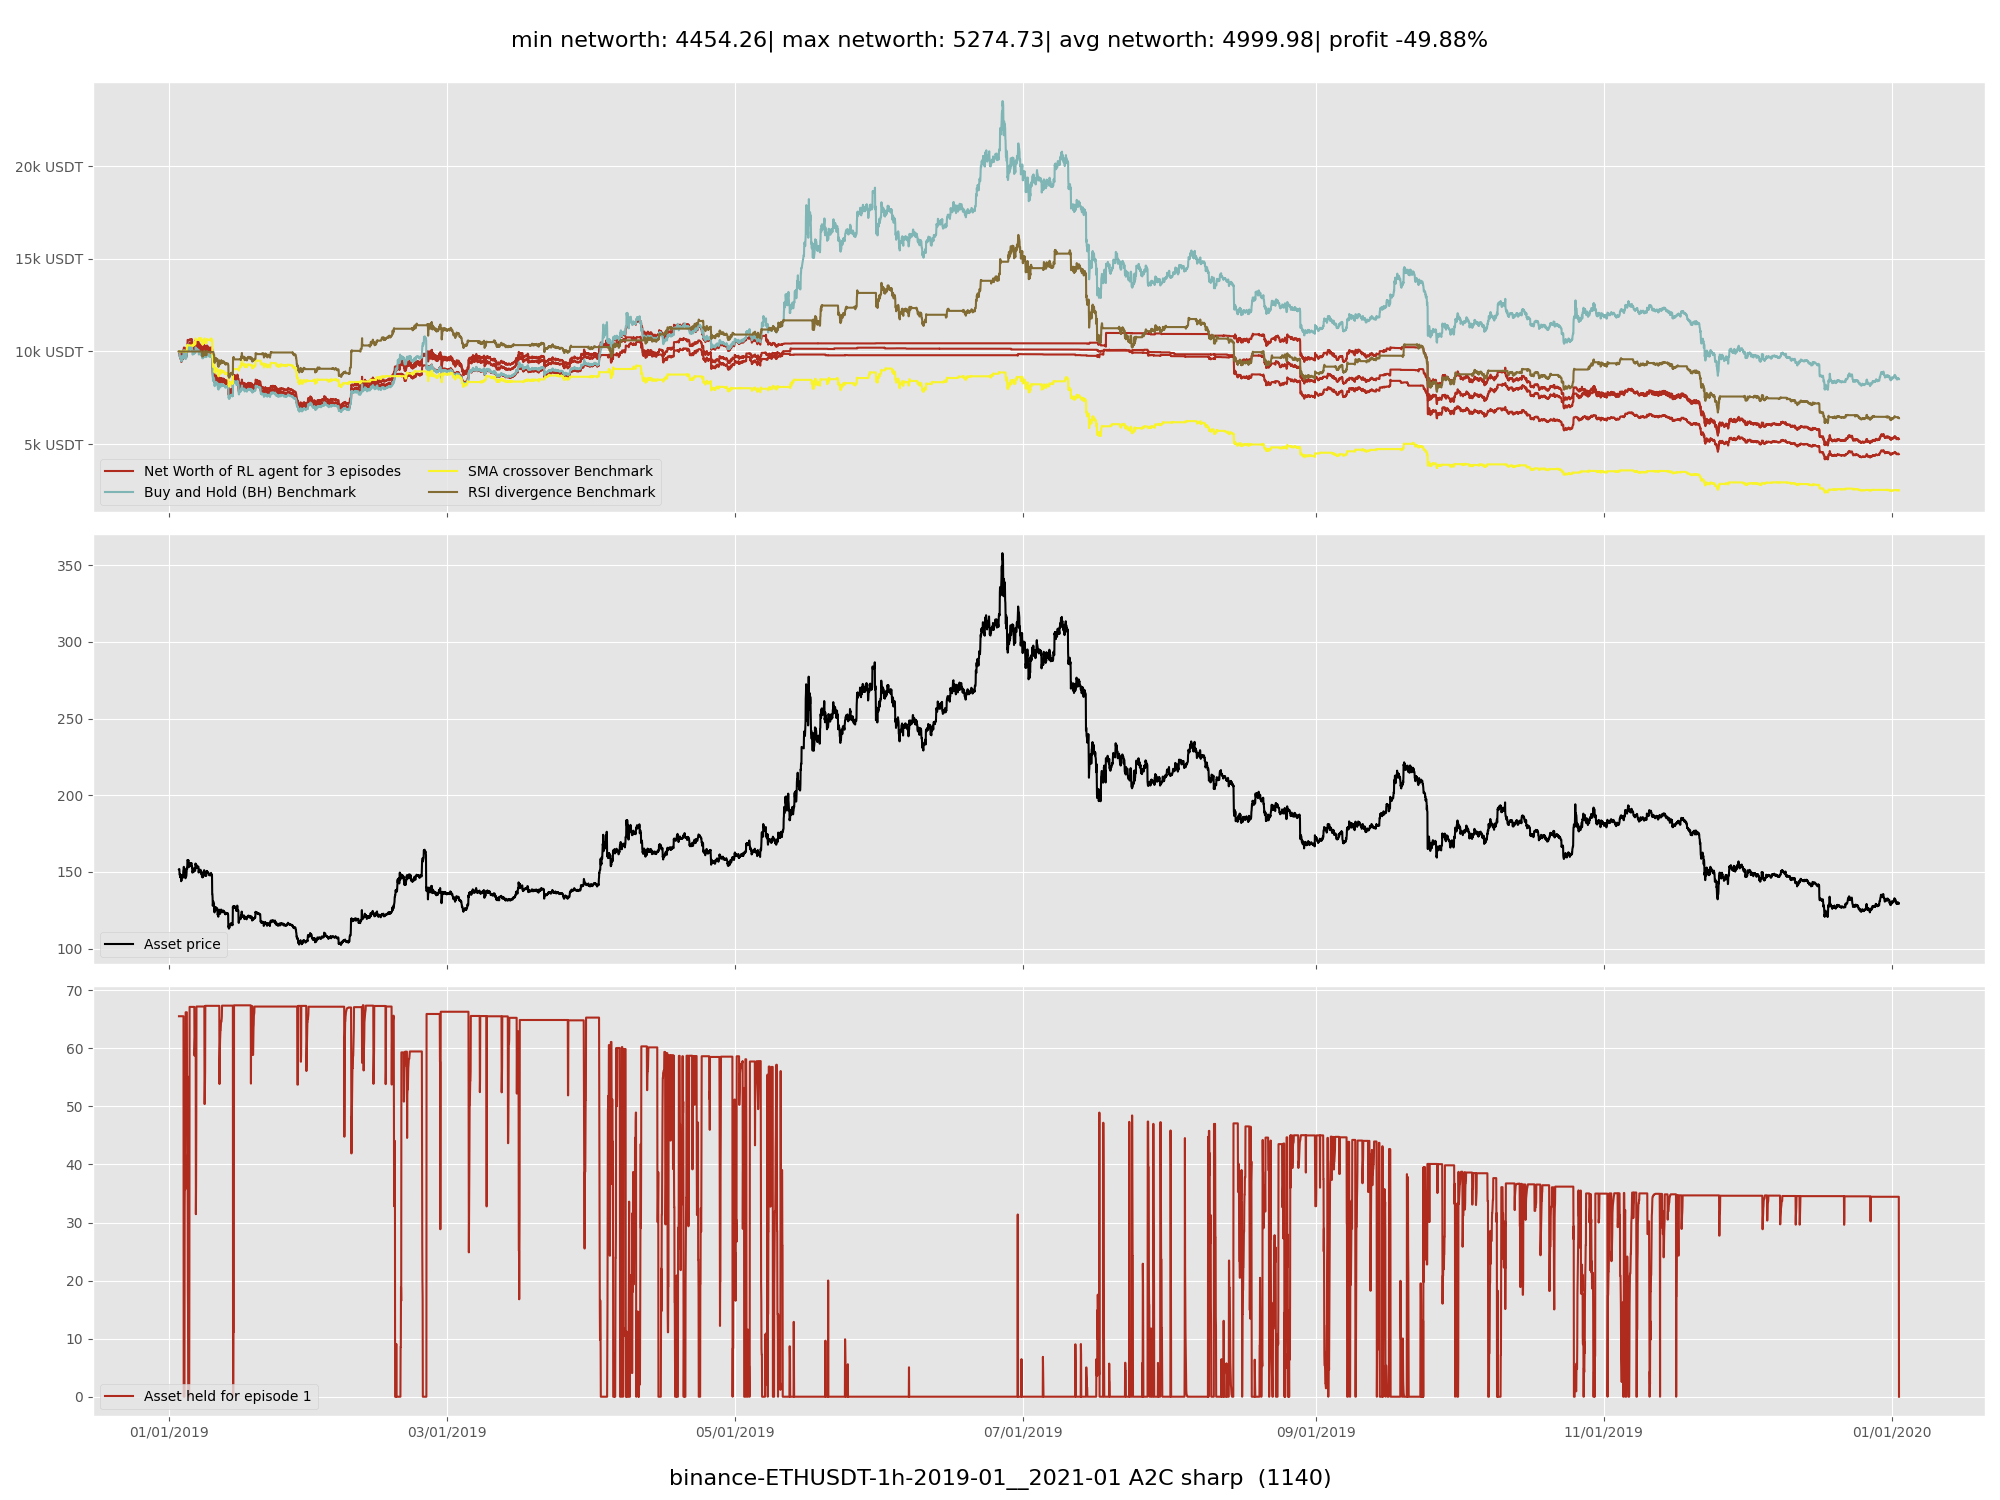 min networth: 4454.26| max networth: 5274.73| avg networth: 4999.98| profit -49.88%
20k USDT
15k USDT
10k USDT
5k USDT
Net Worth of RL agent for 3 episodes
Buy and Hold (BH) Benchmark
SMA crossover Benchmark
RSI divergence Benchmark
350
300
250
200
150
100
Asset price
70
60
50
40
30
20
10
0
Asset held for episode 1
01/01/2019
03/01/2019
05/01/2019
07/01/2019
09/01/2019
11/01/2019
01/01/2020
binance-ETHUSDT-1h-2019-01__2021-01 A2C sharp (1140)